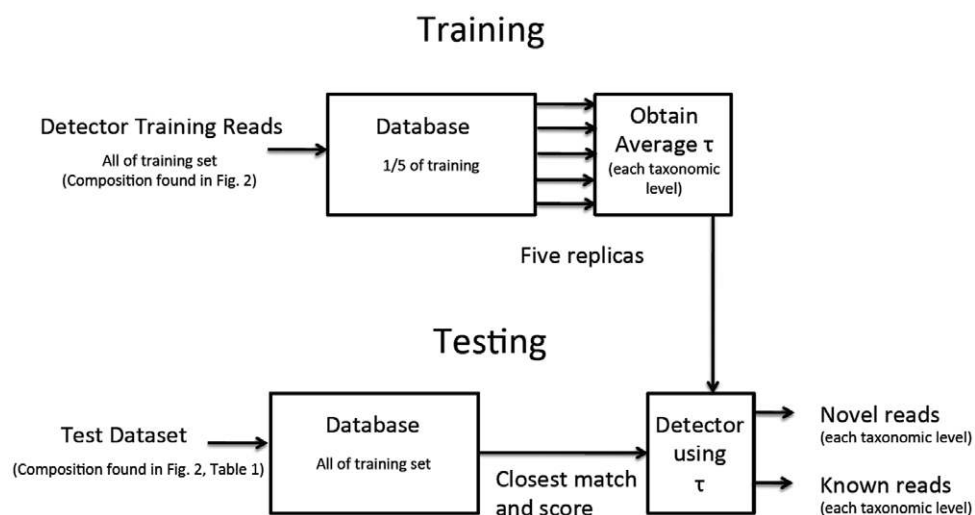 Training
Detector Training Reads
All of training set
(Composition found in Fig. 2)
Database
1/5 of training
Obtain
Average τ
(each taxonomic
level)
Five replicas
Testing
Test Dataset
(Composition found in Fig. 2, Table 1)
Database
All of training set
Closest match
and score
Detector
using
τ
Novel reads
(each taxonomic level)
Known reads
(each taxonomic level)